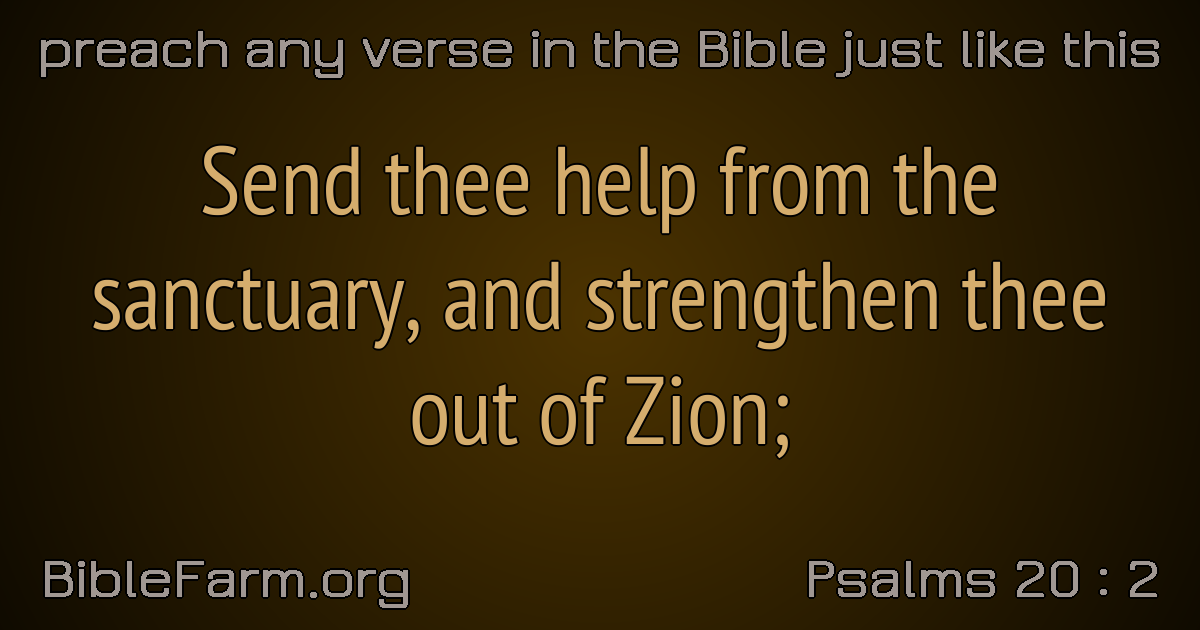 preach any verse in the Bible just like this
Send thee help from the
sanctuary, and strengthen thee
out of Zion;
BibleFarm.org
Psalms 20 : 2